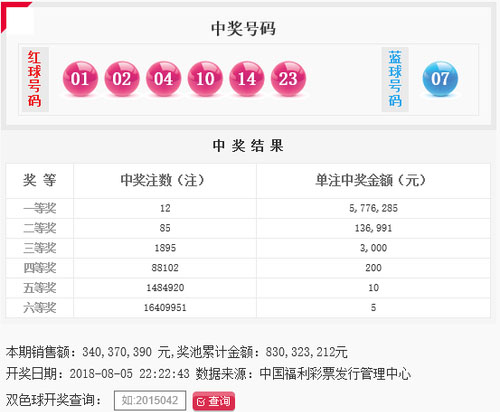 中奖号码
红球号码 01 02 04 10 14 23 蓝球号码 07
中 奖 结 果
奖 等 中奖注数（注） 单注中奖金额（元）
一等奖 12 5,776,285
二等奖 85 136,991
三等奖 1895 3,000
四等奖 88102 200
五等奖 1484920 10
六等奖 16409951 5
本期销售额：340,370,390 元,奖池累计金额：830,323,212元
开奖日期：2018-08-05 22:22:43 数据来源：中国福利彩票发行管理中心
双色球开奖查询： 如:2015042 查询